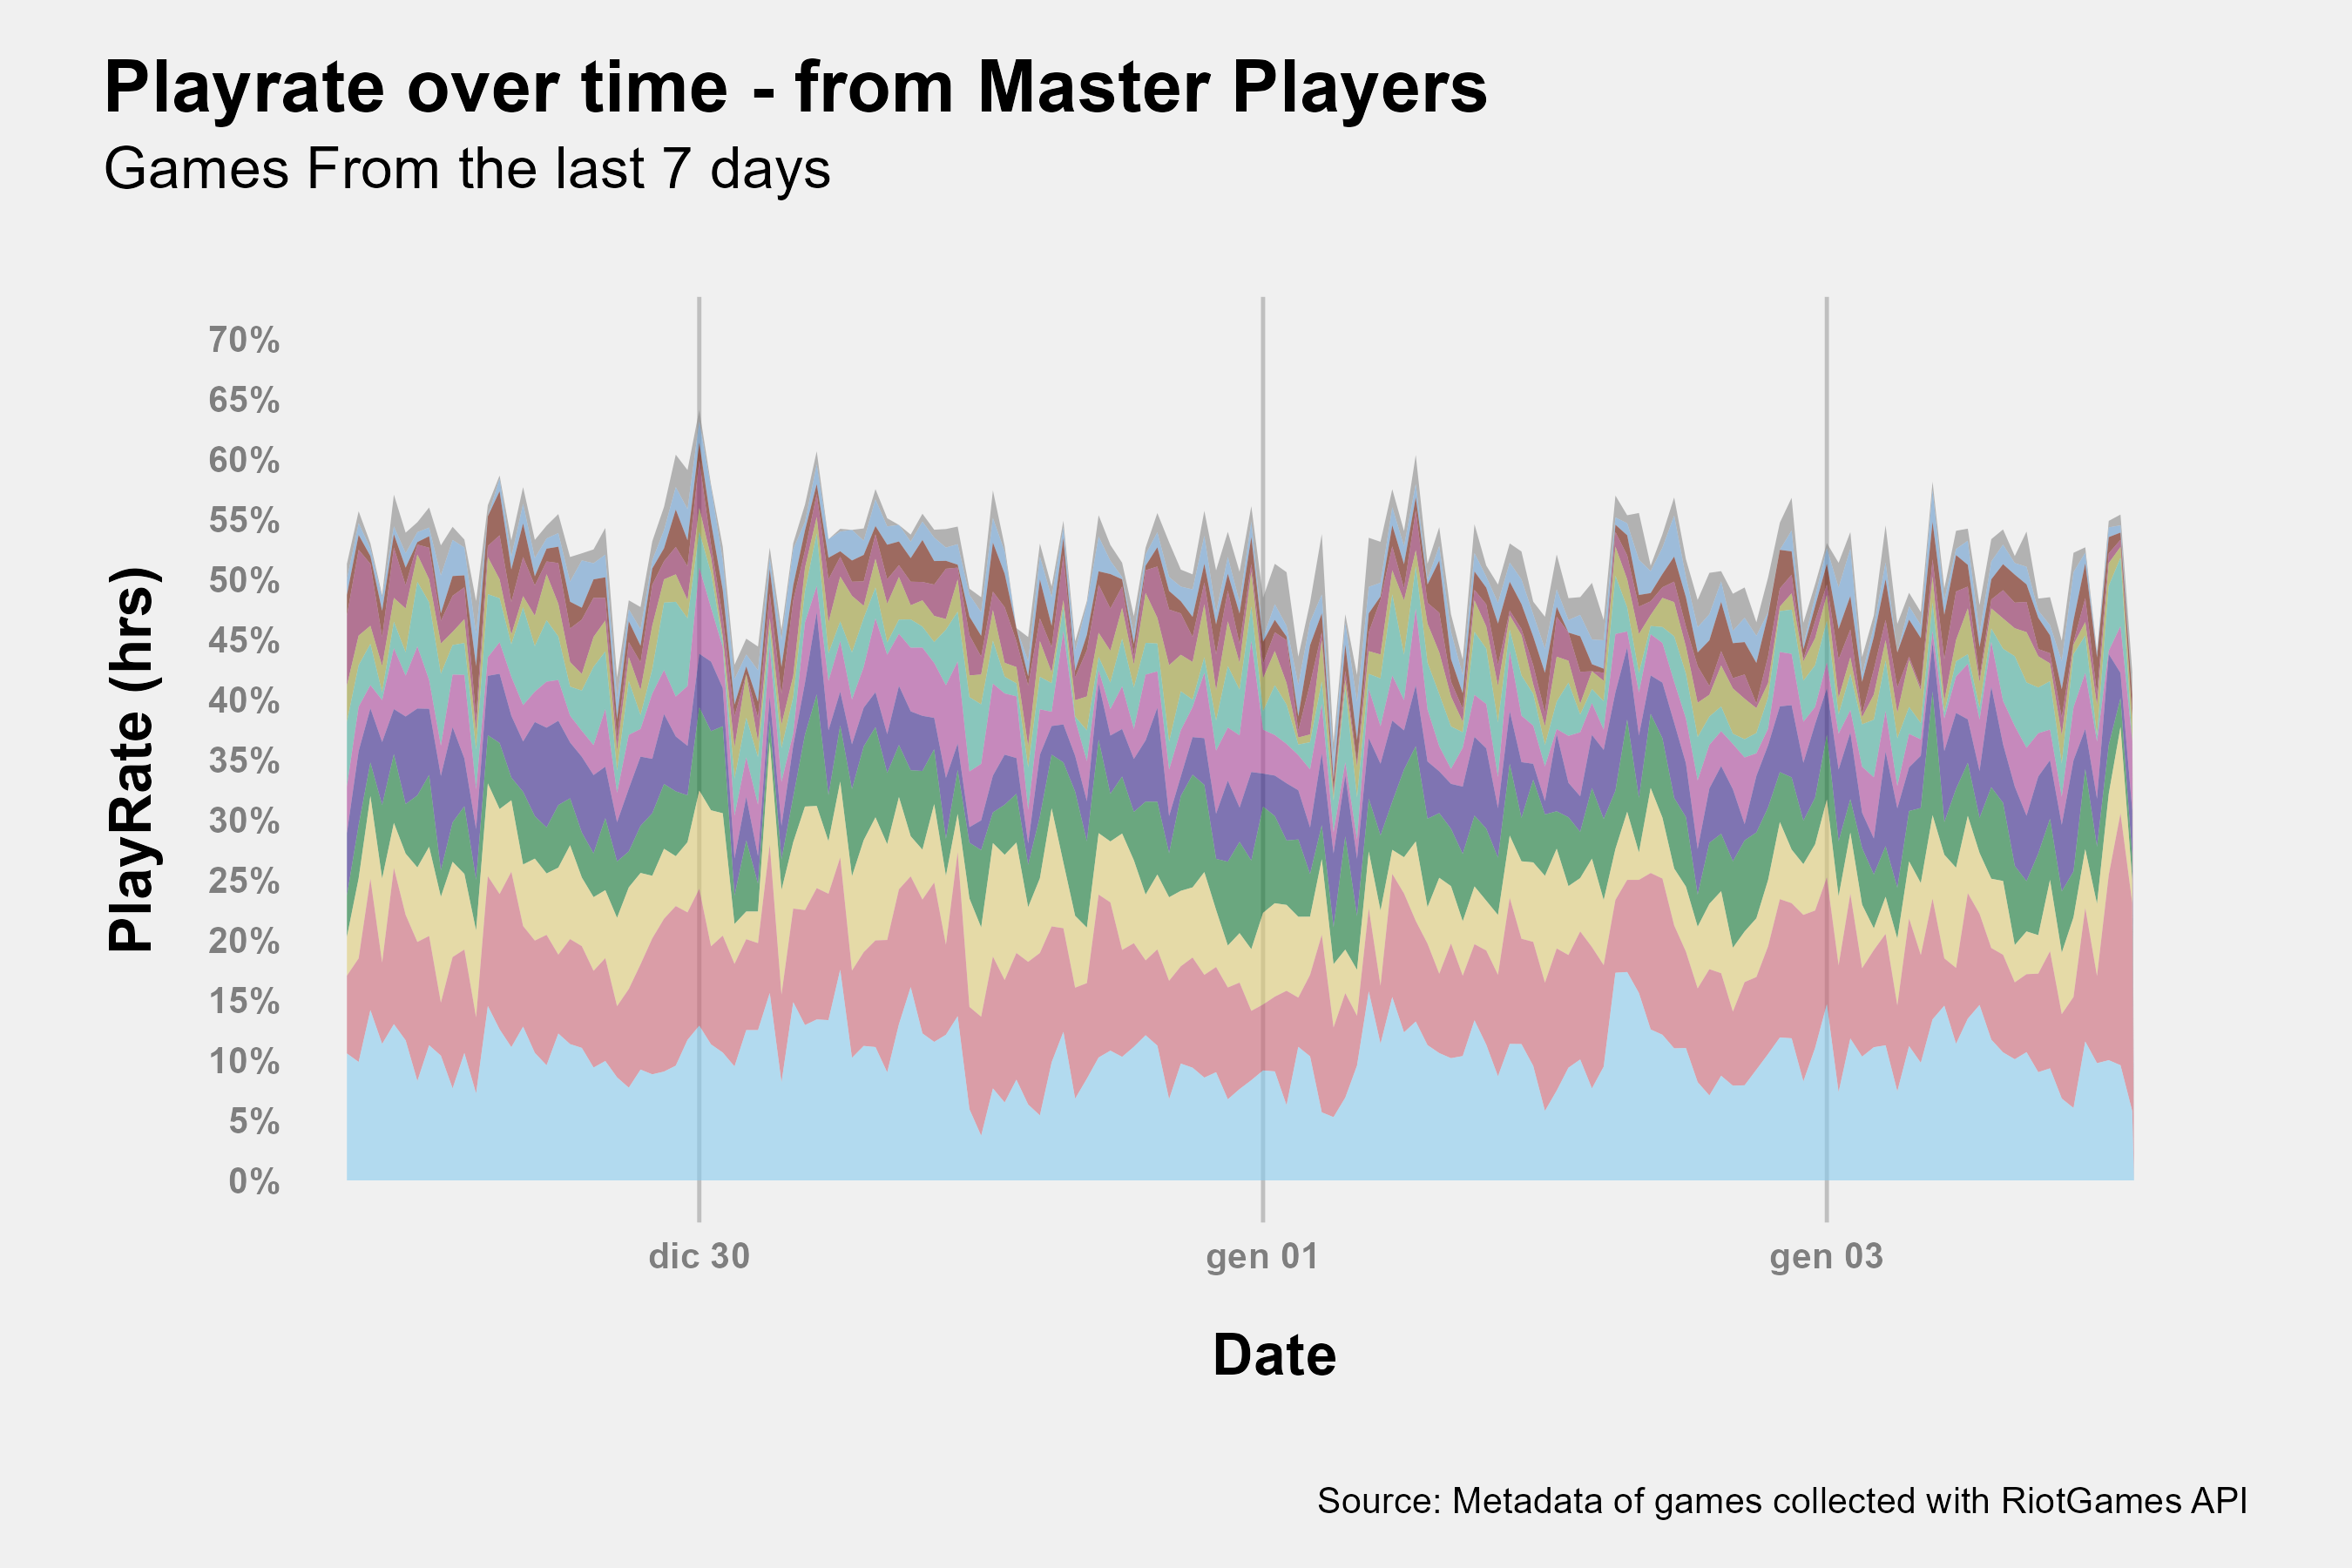 Playrate over time - from Master Players
Games From the last 7 days
PlayRate (hrs)
70%
65%
60%
55%
50%
45%
40%
35%
30%
25%
20%
15%
10%
5%
0%
dic 30
gen 01
gen 03
Date
Source: Metadata of games collected with RiotGames API